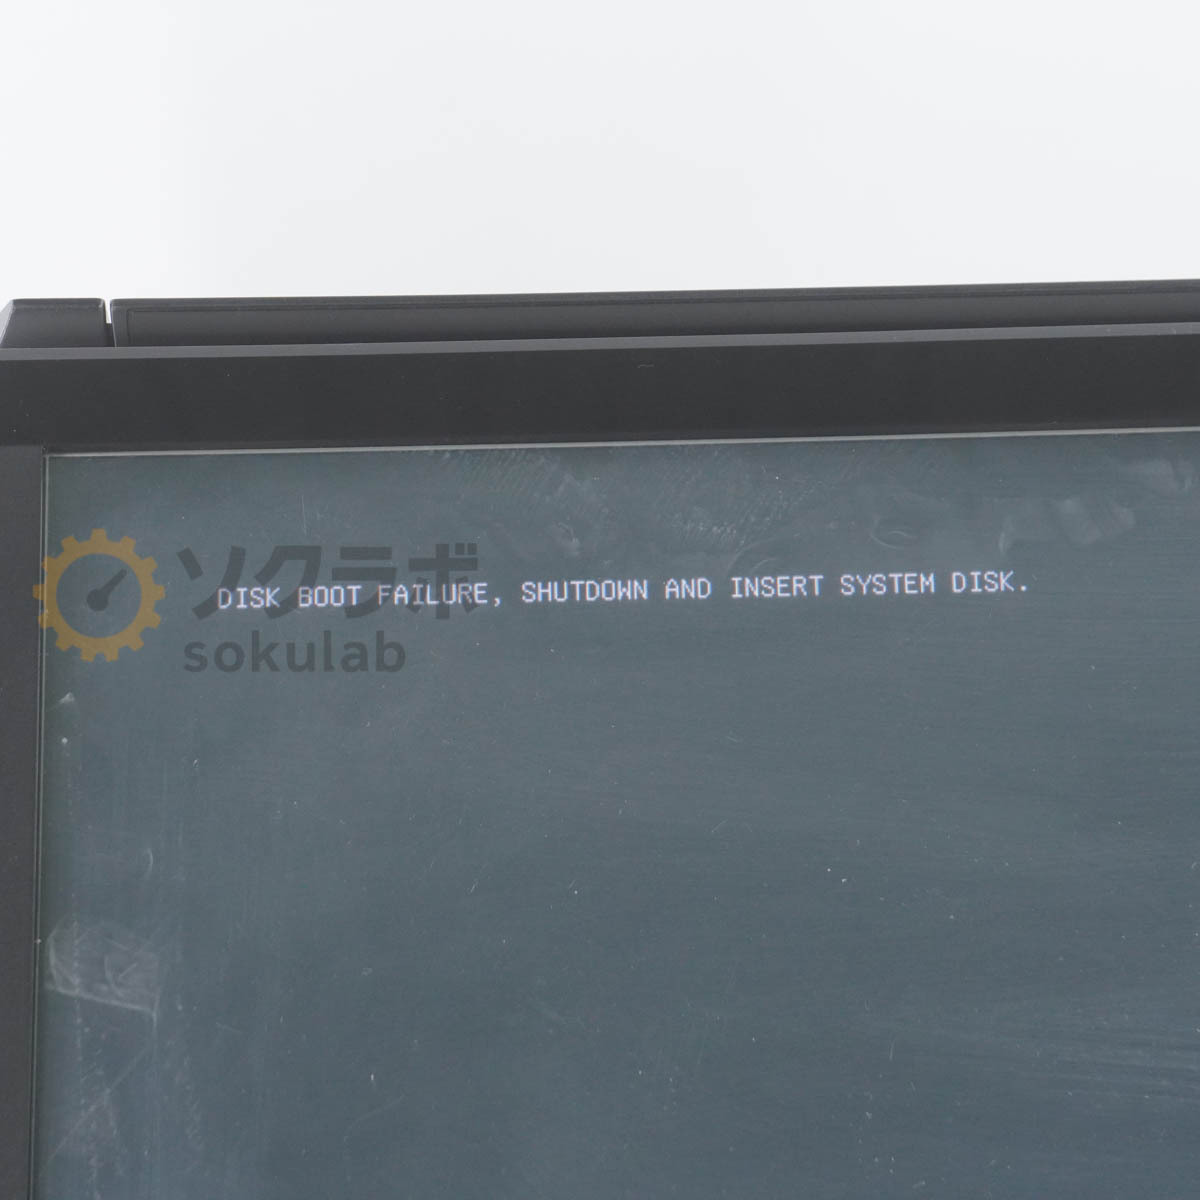 ソクラボ
DISK BOOT FAILURE, SHUTDOWN AND INSERT SYSTEM DISK.
sokulab